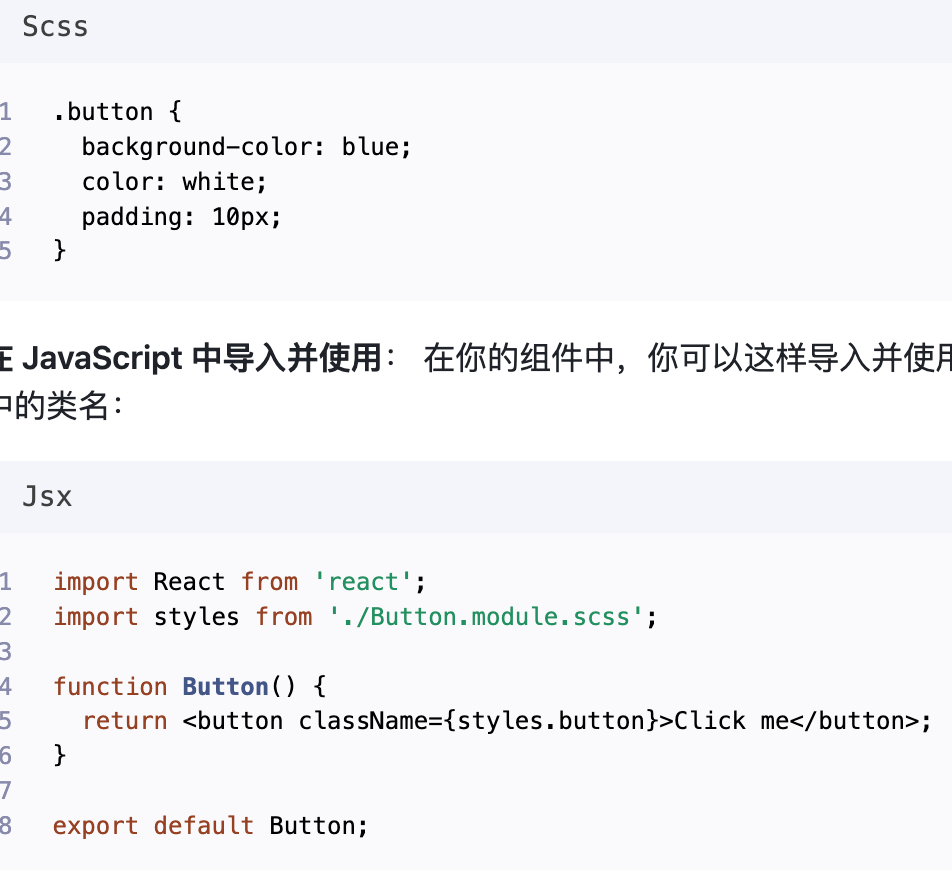 Scss
1 .button {
2 background-color: blue;
3 color: white;
4 padding: 10px;
5 }
在 JavaScript 中导入并使用： 在你的组件中，你可以这样导入并使用
中的类名：
Jsx
1 import React from 'react';
2 import styles from './Button.module.scss';
3
4 function Button() {
5 return <button className={styles.button}>Click me</button>;
6 }
7
8 export default Button;